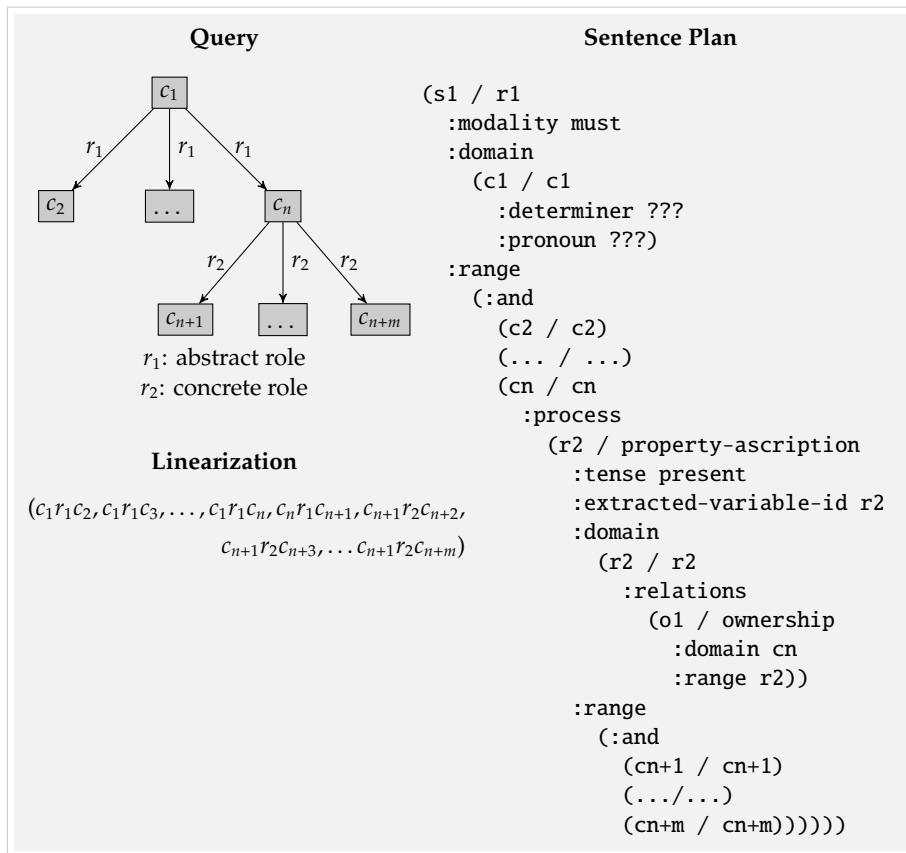 Query
c1
r1 r1 r1
c2 ... cn
r2 r2 r2
cn+1 ... cn+m
r1: abstract role
r2: concrete role
Linearization
(c1r1c2, c1r1c3, ..., c1r1cn, cnr1cn+1, cn+1r2cn+2,
cn+1r2cn+3, ... cn+1r2cn+m)
Sentence Plan
(s1 / r1
:modality must
:domain
(c1 / c1
:determiner ???
:pronoun ???)
:range
(:and
(c2 / c2)
(... / ...)
(cn / cn
:process
(r2 / property-ascription
:tense present
:extracted-variable-id r2
:domain
(r2 / r2
:relations
(o1 / ownership
:domain cn
:range r2))
:range
(:and
(cn+1 / cn+1)
(.../...)
(cn+m / cn+m))))))